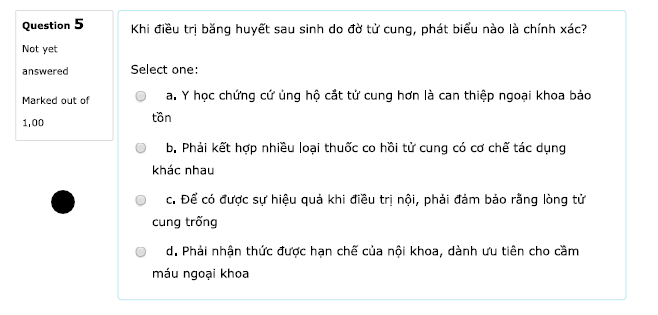 Question 5
Not yet
answered
Marked out of
1,00
Khi điều trị băng huyết sau sinh do đờ tử cung, phát biểu nào là chính xác?
Select one:
a. Y học chứng cứ ủng hộ cắt tử cung hơn là can thiệp ngoại khoa bảo
tồn
b. Phải kết hợp nhiều loại thuốc co hồi tử cung có cơ chế tác dụng
khác nhau
c. Để có được sự hiệu quả khi điều trị nội, phải đảm bảo rằng lòng tử
cung trống
d. Phải nhận thức được hạn chế của nội khoa, dành ưu tiên cho cầm
máu ngoại khoa